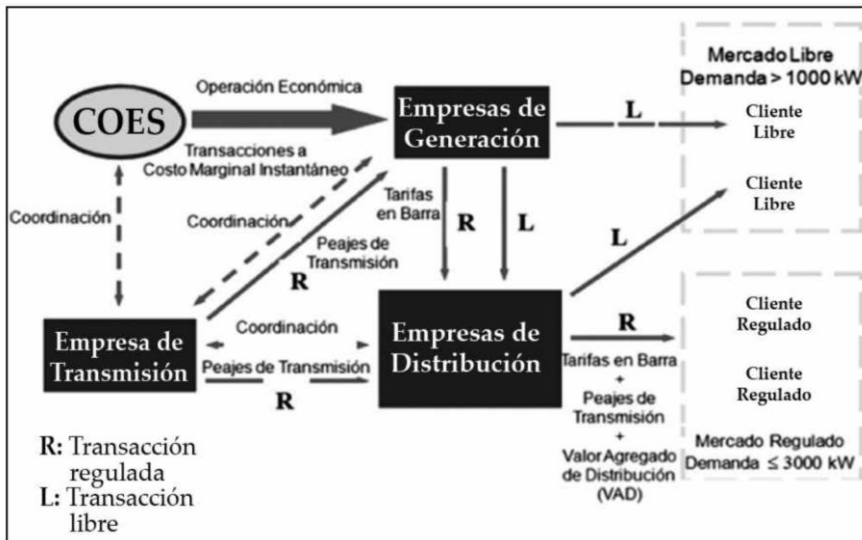 COES
Operación Económica
Transacciones a
Costo Marginal Instantáneo
Empresas de
Generación
L
Mercado Libre
Demanda > 1000 kW
Cliente
Libre
Cliente
Libre
Coordinación
Coordinación
Peajes de
Transmisión
R
Tarifas
en Barra
R
L
L
Empresa de
Transmisión
Coordinación
Peajes de Transmisión
R
Empresas de
Distribución
R
Tarifas en Barra
+
Peajes de
Transmisión
+
Valor Agregado
de Distribución
(VAD)
Cliente
Regulado
Cliente
Regulado
Mercado Regulado
Demanda ≤ 3000 kW
R: Transacción
regulada
L: Transacción
libre